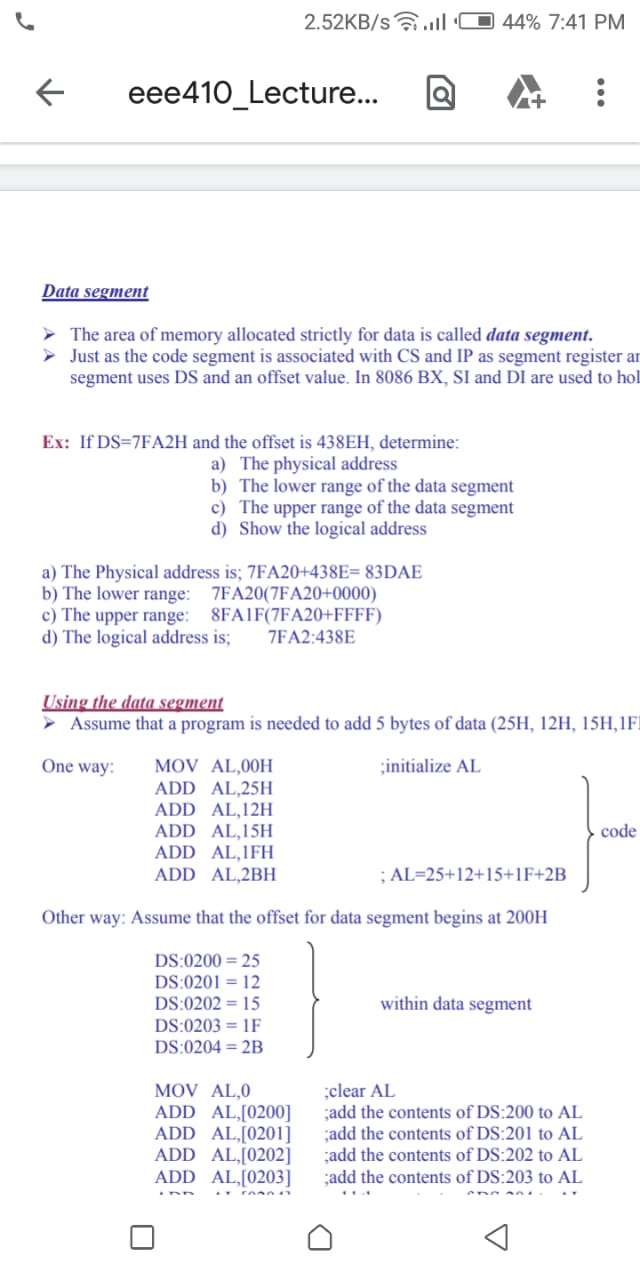 2.52KB/s 44% 7:41 PM
eee410_Lecture...
Data segment
➢ The area of memory allocated strictly for data is called data segment.
➢ Just as the code segment is associated with CS and IP as segment register
segment uses DS and an offset value. In 8086 BX, SI and DI are used to
Ex: If DS=7FA2H and the offset is 438EH, determine:
a) The physical address
b) The lower range of the data segment
c) The upper range of the data segment
d) Show the logical address
a) The Physical address is; 7FA20+438E= 83DAE
b) The lower range: 7FA20(7FA20+0000)
c) The upper range: 8FA1F(7FA20+FFFF)
d) The logical address is; 7FA2:438E
Using the data segment
➢ Assume that a program is needed to add 5 bytes of data (25H, 12H, 15H,1F
One way: MOV AL,00H ;initialize AL
ADD AL,25H
ADD AL,12H
ADD AL,15H code
ADD AL,1FH
ADD AL,2BH ; AL=25+12+15+1F+2B
Other way: Assume that the offset for data segment begins at 200H
DS:0200 = 25
DS:0201 = 12
DS:0202 = 15 within data segment
DS:0203 = 1F
DS:0204 = 2B
MOV AL,0 ;clear AL
ADD AL,[0200] ;add the contents of DS:200 to AL
ADD AL,[0201] ;add the contents of DS:201 to AL
ADD AL,[0202] ;add the contents of DS:202 to AL
ADD AL,[0203] ;add the contents of DS:203 to AL